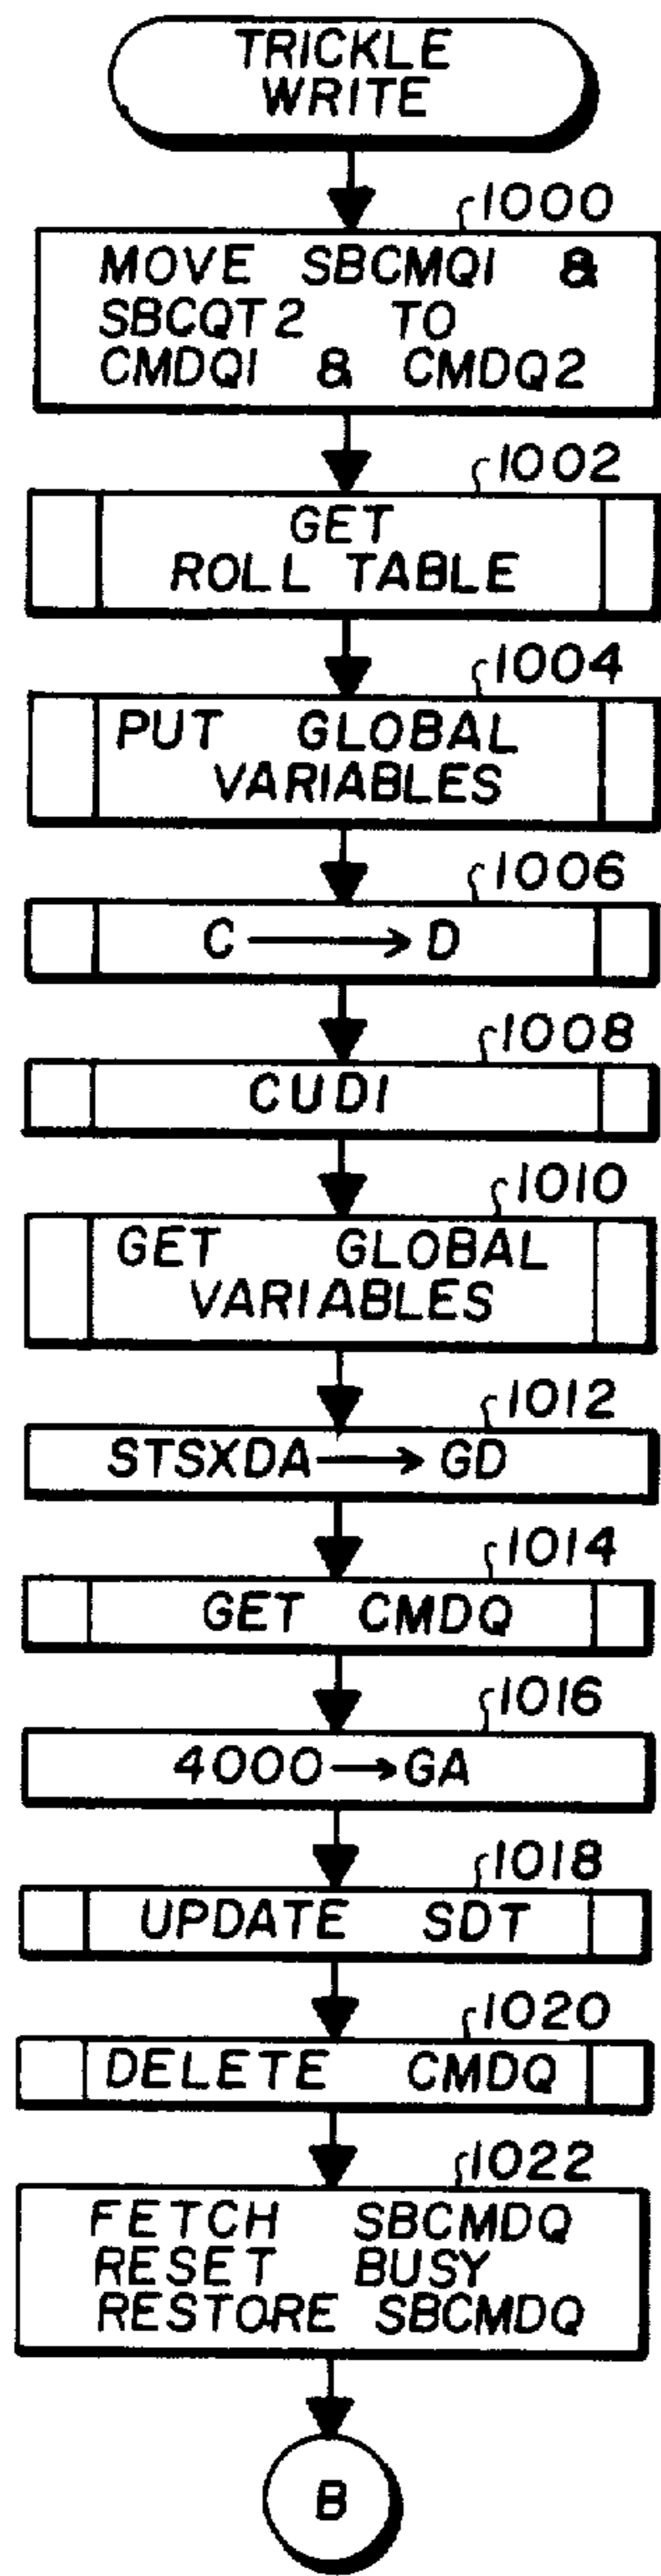 TRICKLE
WRITE
1000
MOVE SBCMQ1 &
SBCQT2 TO
CMDQ1 & CMDQ2
1002
GET
ROLL TABLE
1004
PUT GLOBAL
VARIABLES
1006
C → D
1008
CUDI
1010
GET GLOBAL
VARIABLES
1012
STSXDA → GD
1014
GET CMDQ
1016
4000 → GA
1018
UPDATE SDT
1020
DELETE CMDQ
1022
FETCH SBCMDQ
RESET BUSY
RESTORE SBCMDQ
B